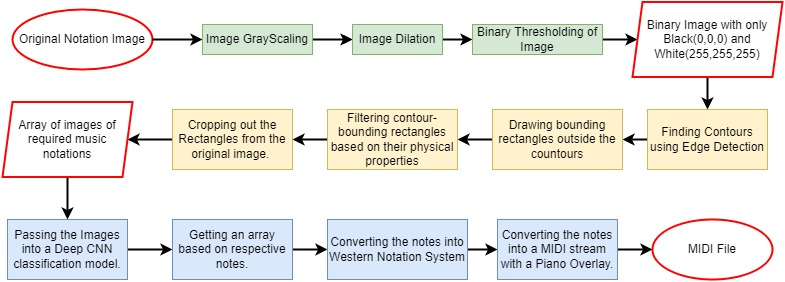 Original Notation Image
Image GrayScaling
Image Dilation
Binary Thresholding of
Image
Binary Image with only
Black(0,0,0) and
White(255,255,255)
Array of images of
required music
notations
Cropping out the
Rectangles from the
original image.
Filtering contour-
bounding rectangles
based on their physical
properties
Drawing bounding
rectangles outside the
countours
Finding Contours
using Edge Detection
Passing the Images
into a Deep CNN
classification model.
Getting an array
based on respective
notes.
Converting the notes into
Western Notation System
Converting the notes
into a MIDI stream
with a Piano Overlay.
MIDI File